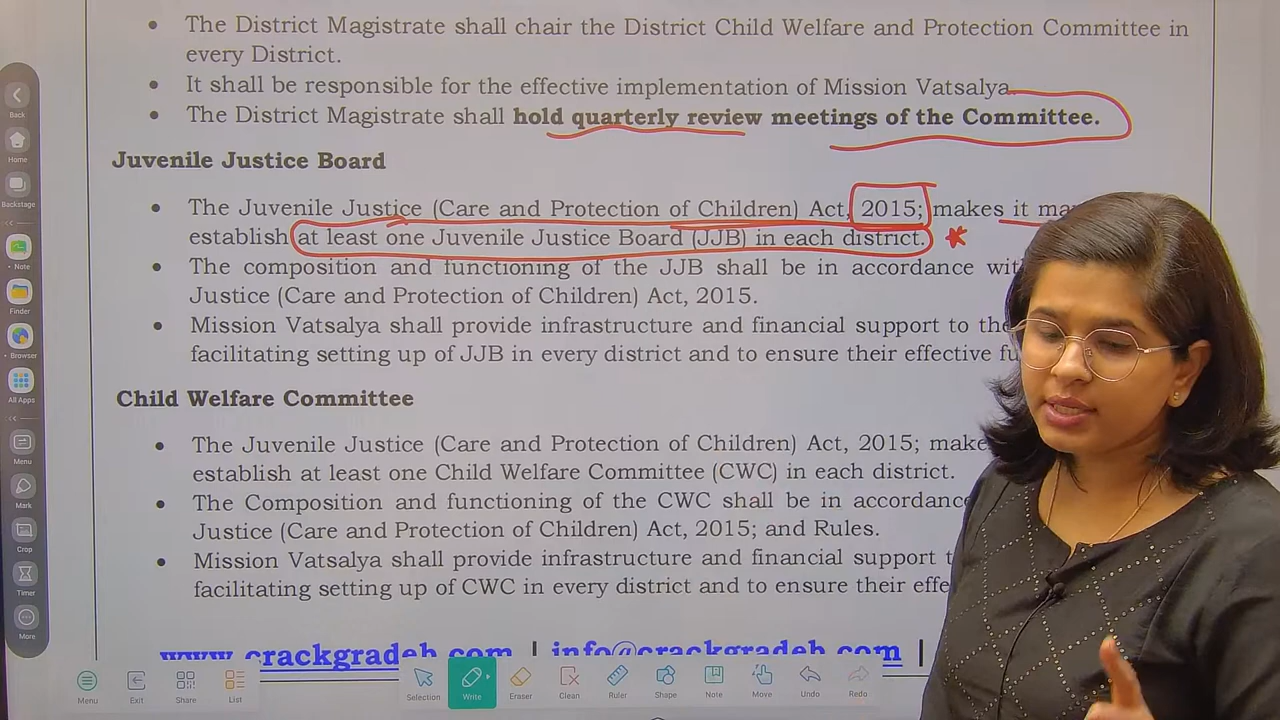 The District Magistrate shall chair the District Child Welfare and Protection Committee in
every District.
It shall be responsible for the effective implementation of Mission Vatsalya.
The District Magistrate shall hold quarterly review meetings of the Committee.
Juvenile Justice Board
The Juvenile Justice (Care and Protection of Children) Act, 2015; makes it
establish at least one Juvenile Justice Board (JJB) in each district.
The composition and functioning of the JJB shall be in accordance
Justice (Care and Protection of Children) Act, 2015.
Mission Vatsalya shall provide infrastructure and financial support to
facilitating setting up of JJB in every district and to ensure their effective
Child Welfare Committee
The Juvenile Justice (Care and Protection of Children) Act, 2015;
establish at least one Child Welfare Committee (CWC) in each district.
The Composition and functioning of the CWC shall be in accordance
Justice (Care and Protection of Children) Act, 2015; and Rules.
Mission Vatsalya shall provide infrastructure and financial support
facilitating setting up of CWC in every district and to ensure their
www.crackgradeb.com | info@crackgradeb.com |
Back
Home
Backstage
Note
Finder
Browser
All Apps
Menu
Mark
Crop
Timer
More
Menu Exit Share List Selection Write Eraser Clean Ruler Shape Note Move Undo Redo